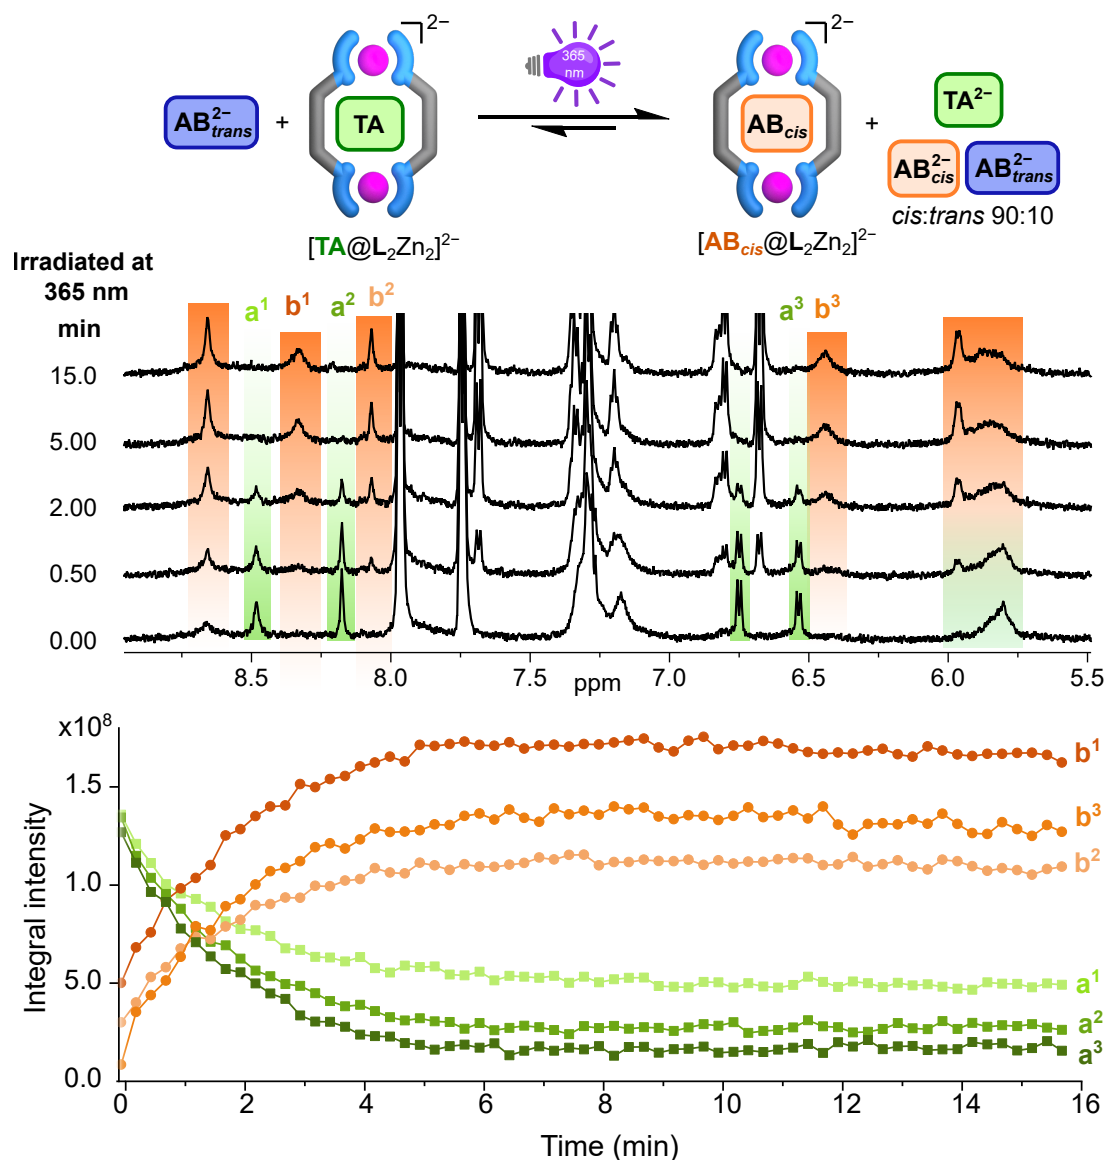 2− 2−
365
nm
TA²⁻
AB²⁻trans + TA ABcis +
AB²⁻cis AB²⁻trans
cis:trans 90:10
[TA@L₂Zn₂]²⁻ [ABcis@L₂Zn₂]²⁻
Irradiated at
365 nm
min
a¹ b¹ a² b² a³ b³
15.0
5.00
2.00
0.50
0.00
8.5 8.0 7.5 ppm 7.0 6.5 6.0 5.5
x10⁸
1.5
1.0
5.0
0.0
Integral intensity
b¹
b³
b²
a¹
a²
a³
0 2 4 6 8 10 12 14 16
Time (min)